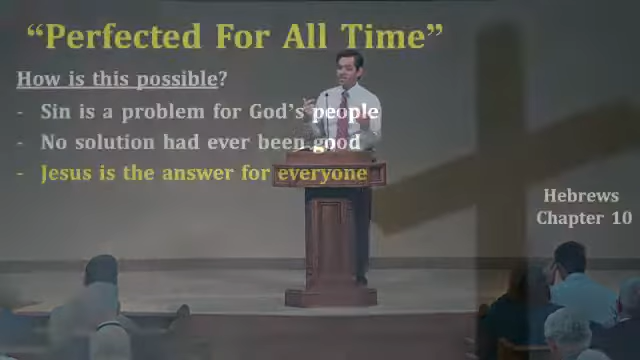 “Perfected For All Time”
How is this possible?
- Sin is a problem for God’s people
- No solution had ever been good
- Jesus is the answer for everyone
Hebrews
Chapter 10